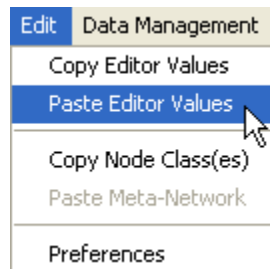 Edit Data Management
Copy Editor Values
Paste Editor Values
Copy Node Class(es)
Paste Meta-Network
Preferences